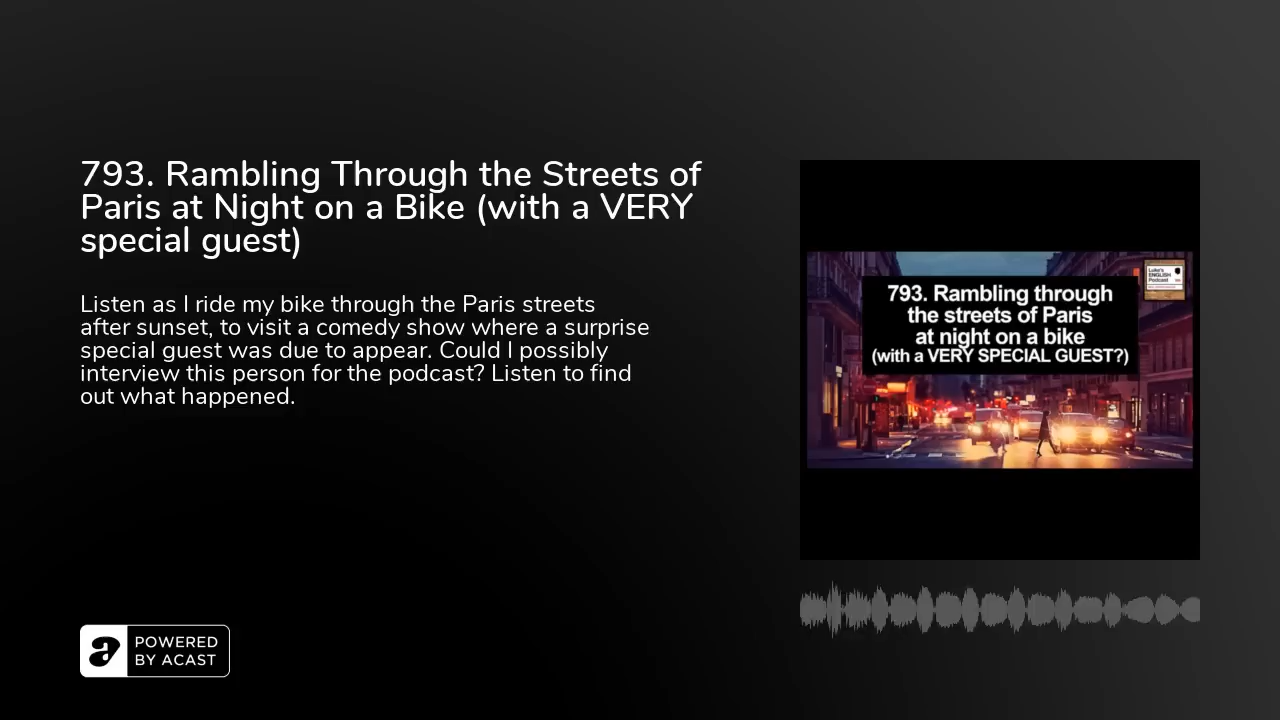 793. Rambling Through the Streets of
Paris at Night on a Bike (with a VERY
special guest)
Listen as I ride my bike through the Paris streets
after sunset, to visit a comedy show where a surprise
special guest was due to appear. Could I possibly
interview this person for the podcast? Listen to find
out what happened.
793. Rambling through
the streets of Paris
at night on a bike
(with a VERY SPECIAL GUEST?)
Luke's
ENGLISH
Podcast
POWERED
BY ACAST